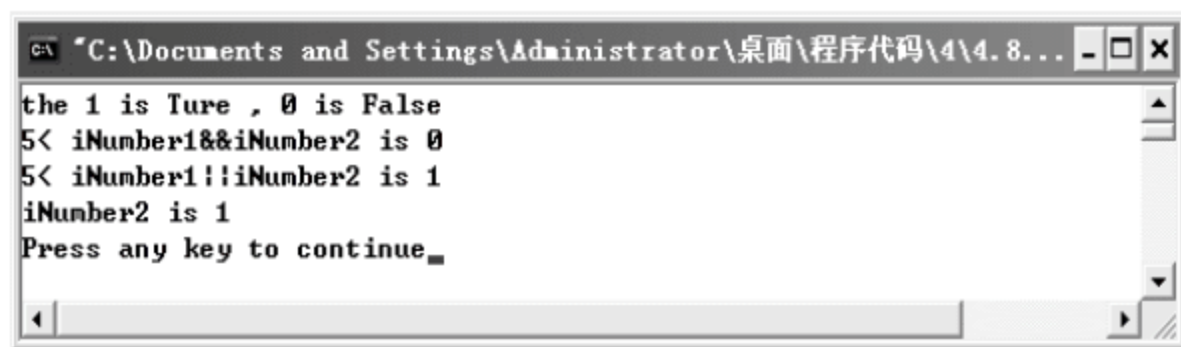 "C:\Documents and Settings\Administrator\桌面\程序代码\4\4.8...
the 1 is Ture , 0 is False
5< iNumber1&&iNumber2 is 0
5< iNumber1||iNumber2 is 1
iNumber2 is 1
Press any key to continue_